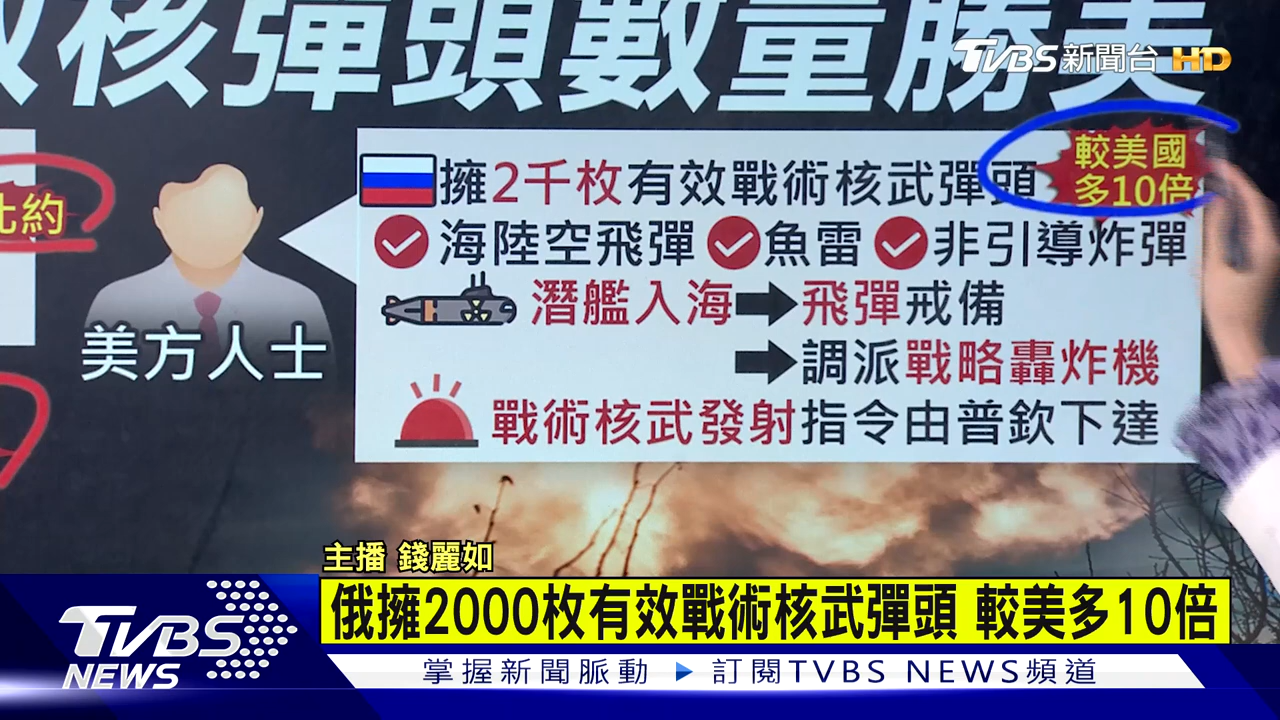 核彈頭數量勝美
TVBS新聞台 HD
比約
擁2千枚有效戰術核武彈頭
較美國
多10倍
海陸空飛彈 魚雷 非引導炸彈
潛艦入海 飛彈戒備
調派戰略轟炸機
戰術核武發射指令由普欽下達
美方人士
主播 錢麗如
俄擁2000枚有效戰術核武彈頭 較美多10倍
TVBS
NEWS
掌握新聞脈動 訂閱TVBS NEWS頻道